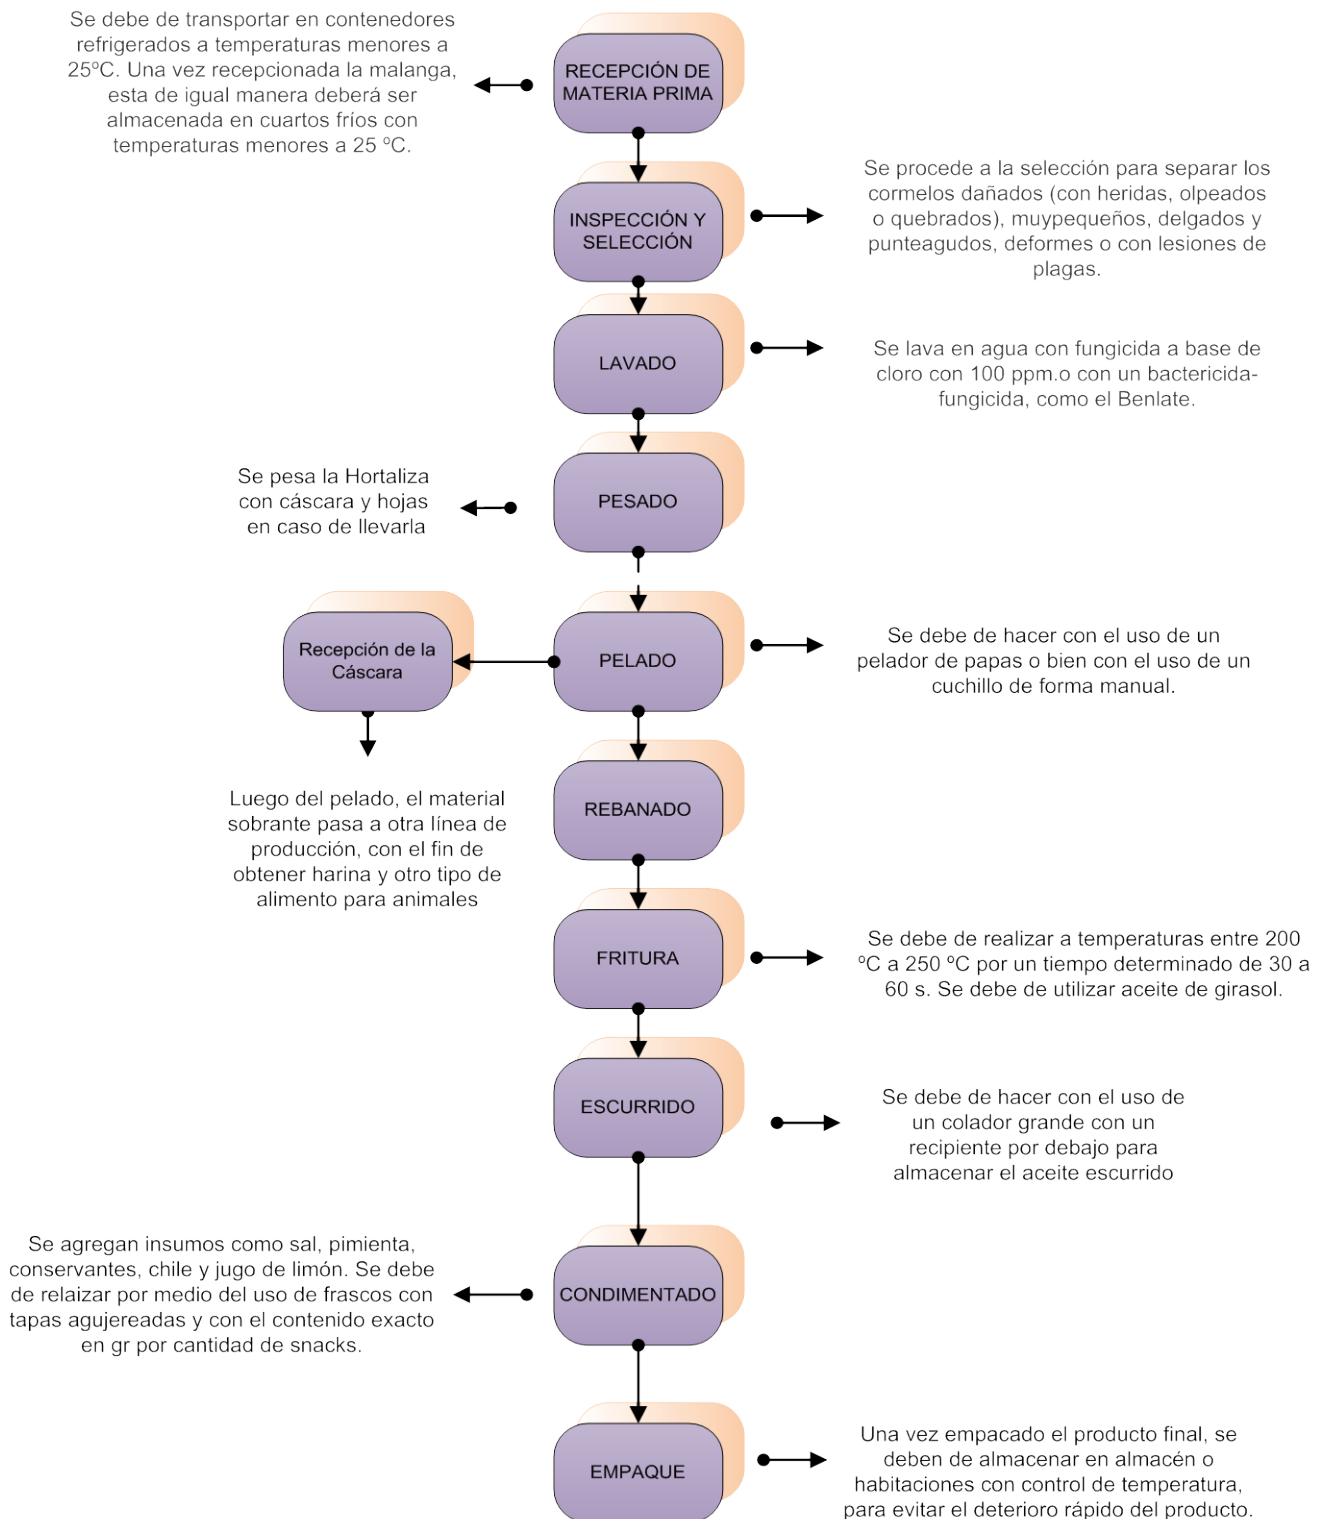 Se debe de transportar en contenedores
refrigerados a temperaturas menores a
25ºC. Una vez recepcionada la malanga,
esta de igual manera deberá ser
almacenada en cuartos fríos con
temperaturas menores a 25 ºC.
RECEPCIÓN DE
MATERIA PRIMA
INSPECCIÓN Y
SELECCIÓN
Se procede a la selección para separar los
cormelos dañados (con heridas, olpeados
o quebrados), muypequeños, delgados y
punteagudos, deformes o con lesiones de
plagas.
LAVADO
Se lava en agua con fungicida a base de
cloro con 100 ppm.o con un bactericida-
fungicida, como el Benlate.
Se pesa la Hortaliza
con cáscara y hojas
en caso de llevarla
PESADO
Recepción de la
Cáscara
PELADO
Se debe de hacer con el uso de un
pelador de papas o bien con el uso de un
cuchillo de forma manual.
Luego del pelado, el material
sobrante pasa a otra línea de
producción, con el fin de
obtener harina y otro tipo de
alimento para animales
REBANADO
FRITURA
Se debe de realizar a temperaturas entre 200
ºC a 250 ºC por un tiempo determinado de 30 a
60 s. Se debe de utilizar aceite de girasol.
ESCURRIDO
Se debe de hacer con el uso de
un colador grande con un
recipiente por debajo para
almacenar el aceite escurrido
Se agregan insumos como sal, pimienta,
conservantes, chile y jugo de limón. Se debe
de relaizar por medio del uso de frascos con
tapas agujereadas y con el contenido exacto
en gr por cantidad de snacks.
CONDIMENTADO
EMPAQUE
Una vez empacado el producto final, se
deben de almacenar en almacén o
habitaciones con control de temperatura,
para evitar el deterioro rápido del producto.